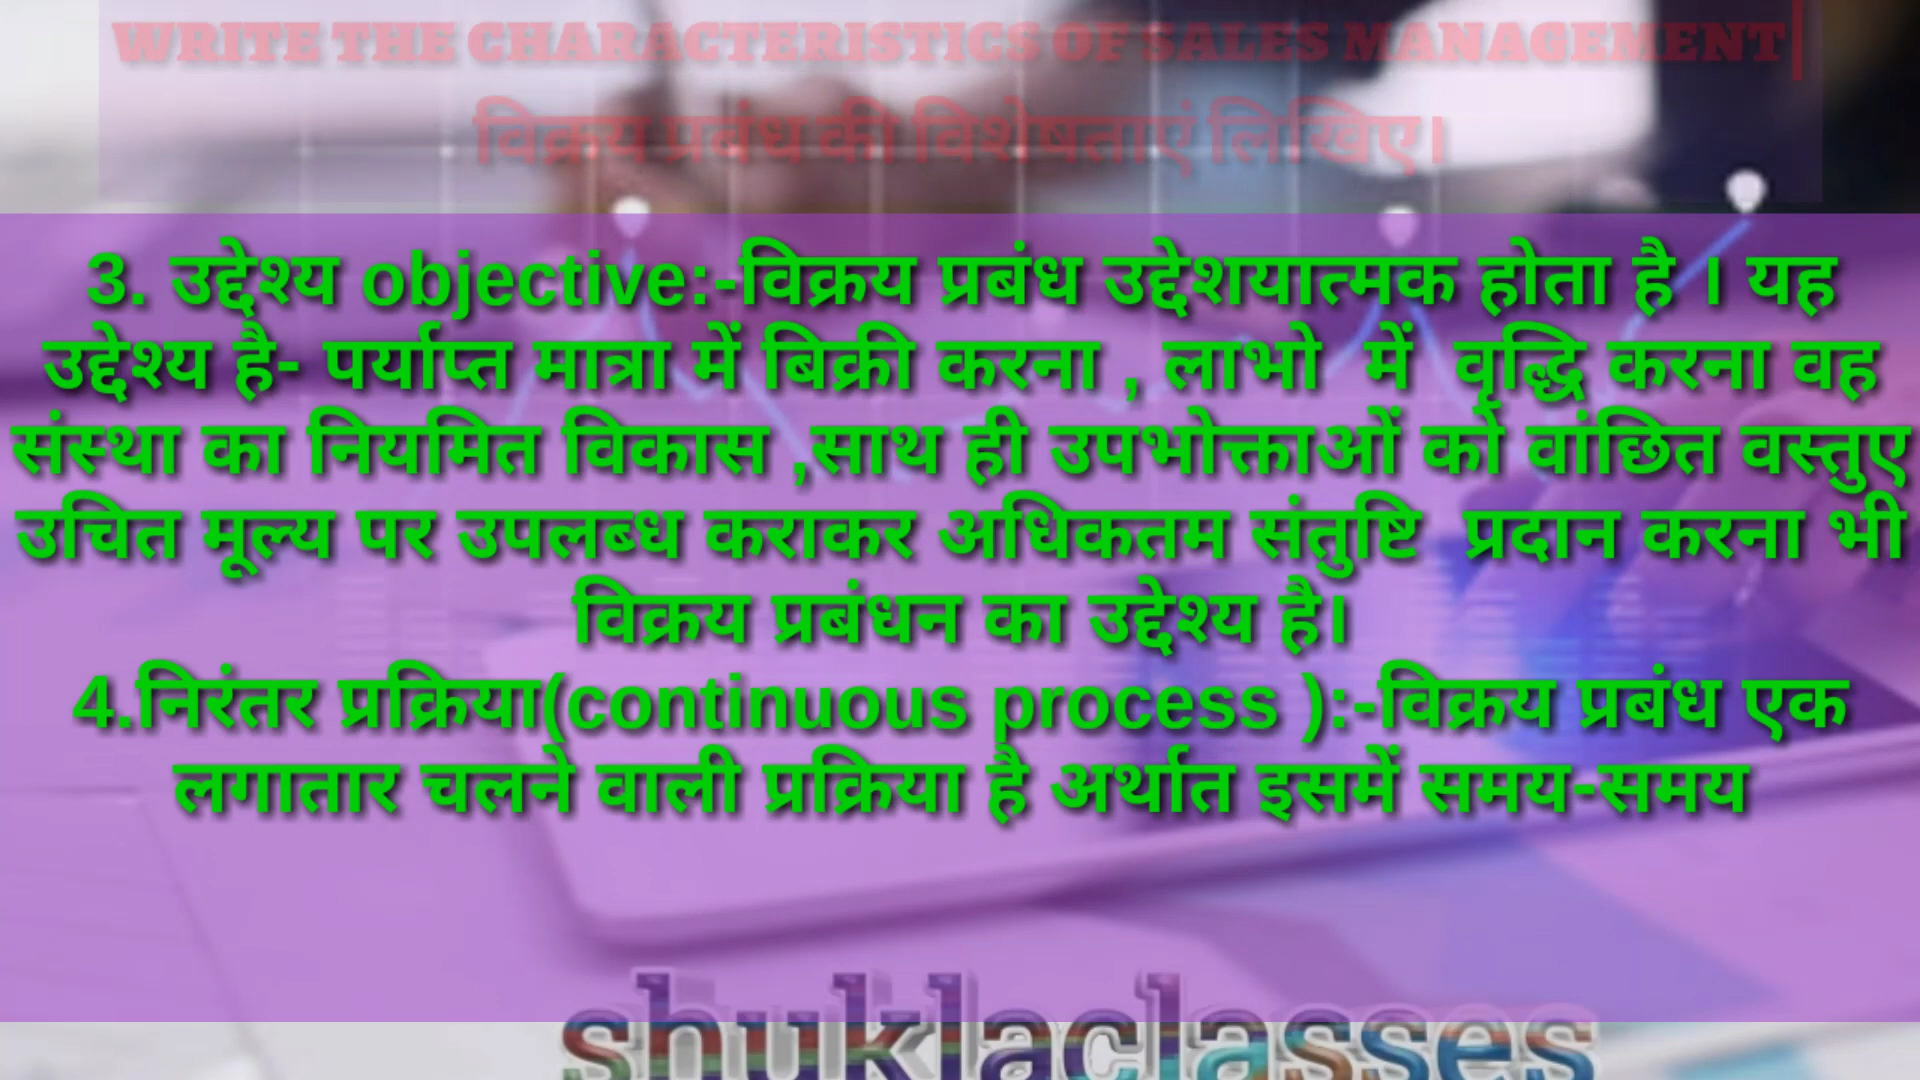 WRITE THE CHARACTERISTICS OF SALES MANAGEMENT|
विक्रय प्रबंध की विशेषताएं लिखिए।
3. उद्देश्य objective:-विक्रय प्रबंध उद्देशयात्मक होता है । यह
उद्देश्य है- पर्याप्त मात्रा में बिक्री करना , लाभो में वृद्धि करना वह
संस्था का नियमित विकास ,साथ ही उपभोक्ताओं को वांछित वस्तुए
उचित मूल्य पर उपलब्ध कराकर अधिकतम संतुष्टि प्रदान करना भी
विक्रय प्रबंधन का उद्देश्य है।
4.निरंतर प्रक्रिया(continuous process ):-विक्रय प्रबंध एक
लगातार चलने वाली प्रक्रिया है अर्थात इसमें समय-समय
shuklaclasses